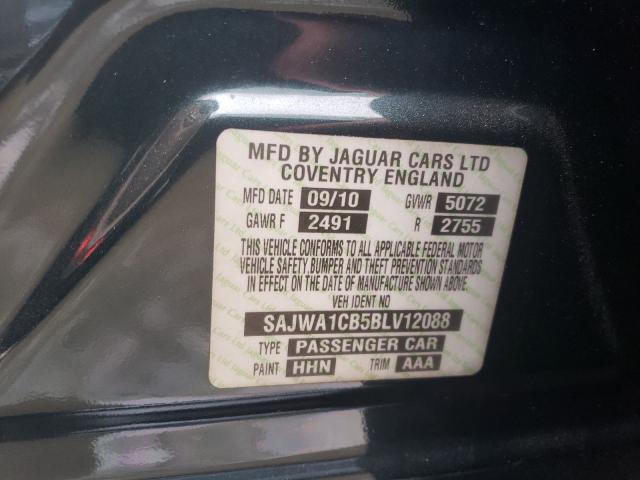 MFD BY JAGUAR CARS LTD
COVENTRY ENGLAND
MFD DATE 09/10 GVWR 5072
GAWR F 2491 R 2755
THIS VEHICLE CONFORMS TO ALL APPLICABLE FEDERAL MOTOR
VEHICLE SAFETY BUMPER AND THEFT PREVENTION STANDARDS
IN EFFECT ON THE DATE OF MANUFACTURE SHOWN ABOVE.
VEH IDENT NO
SAJWA1CB5BLV12088
TYPE PASSENGER CAR
PAINT HHN TRIM AAA